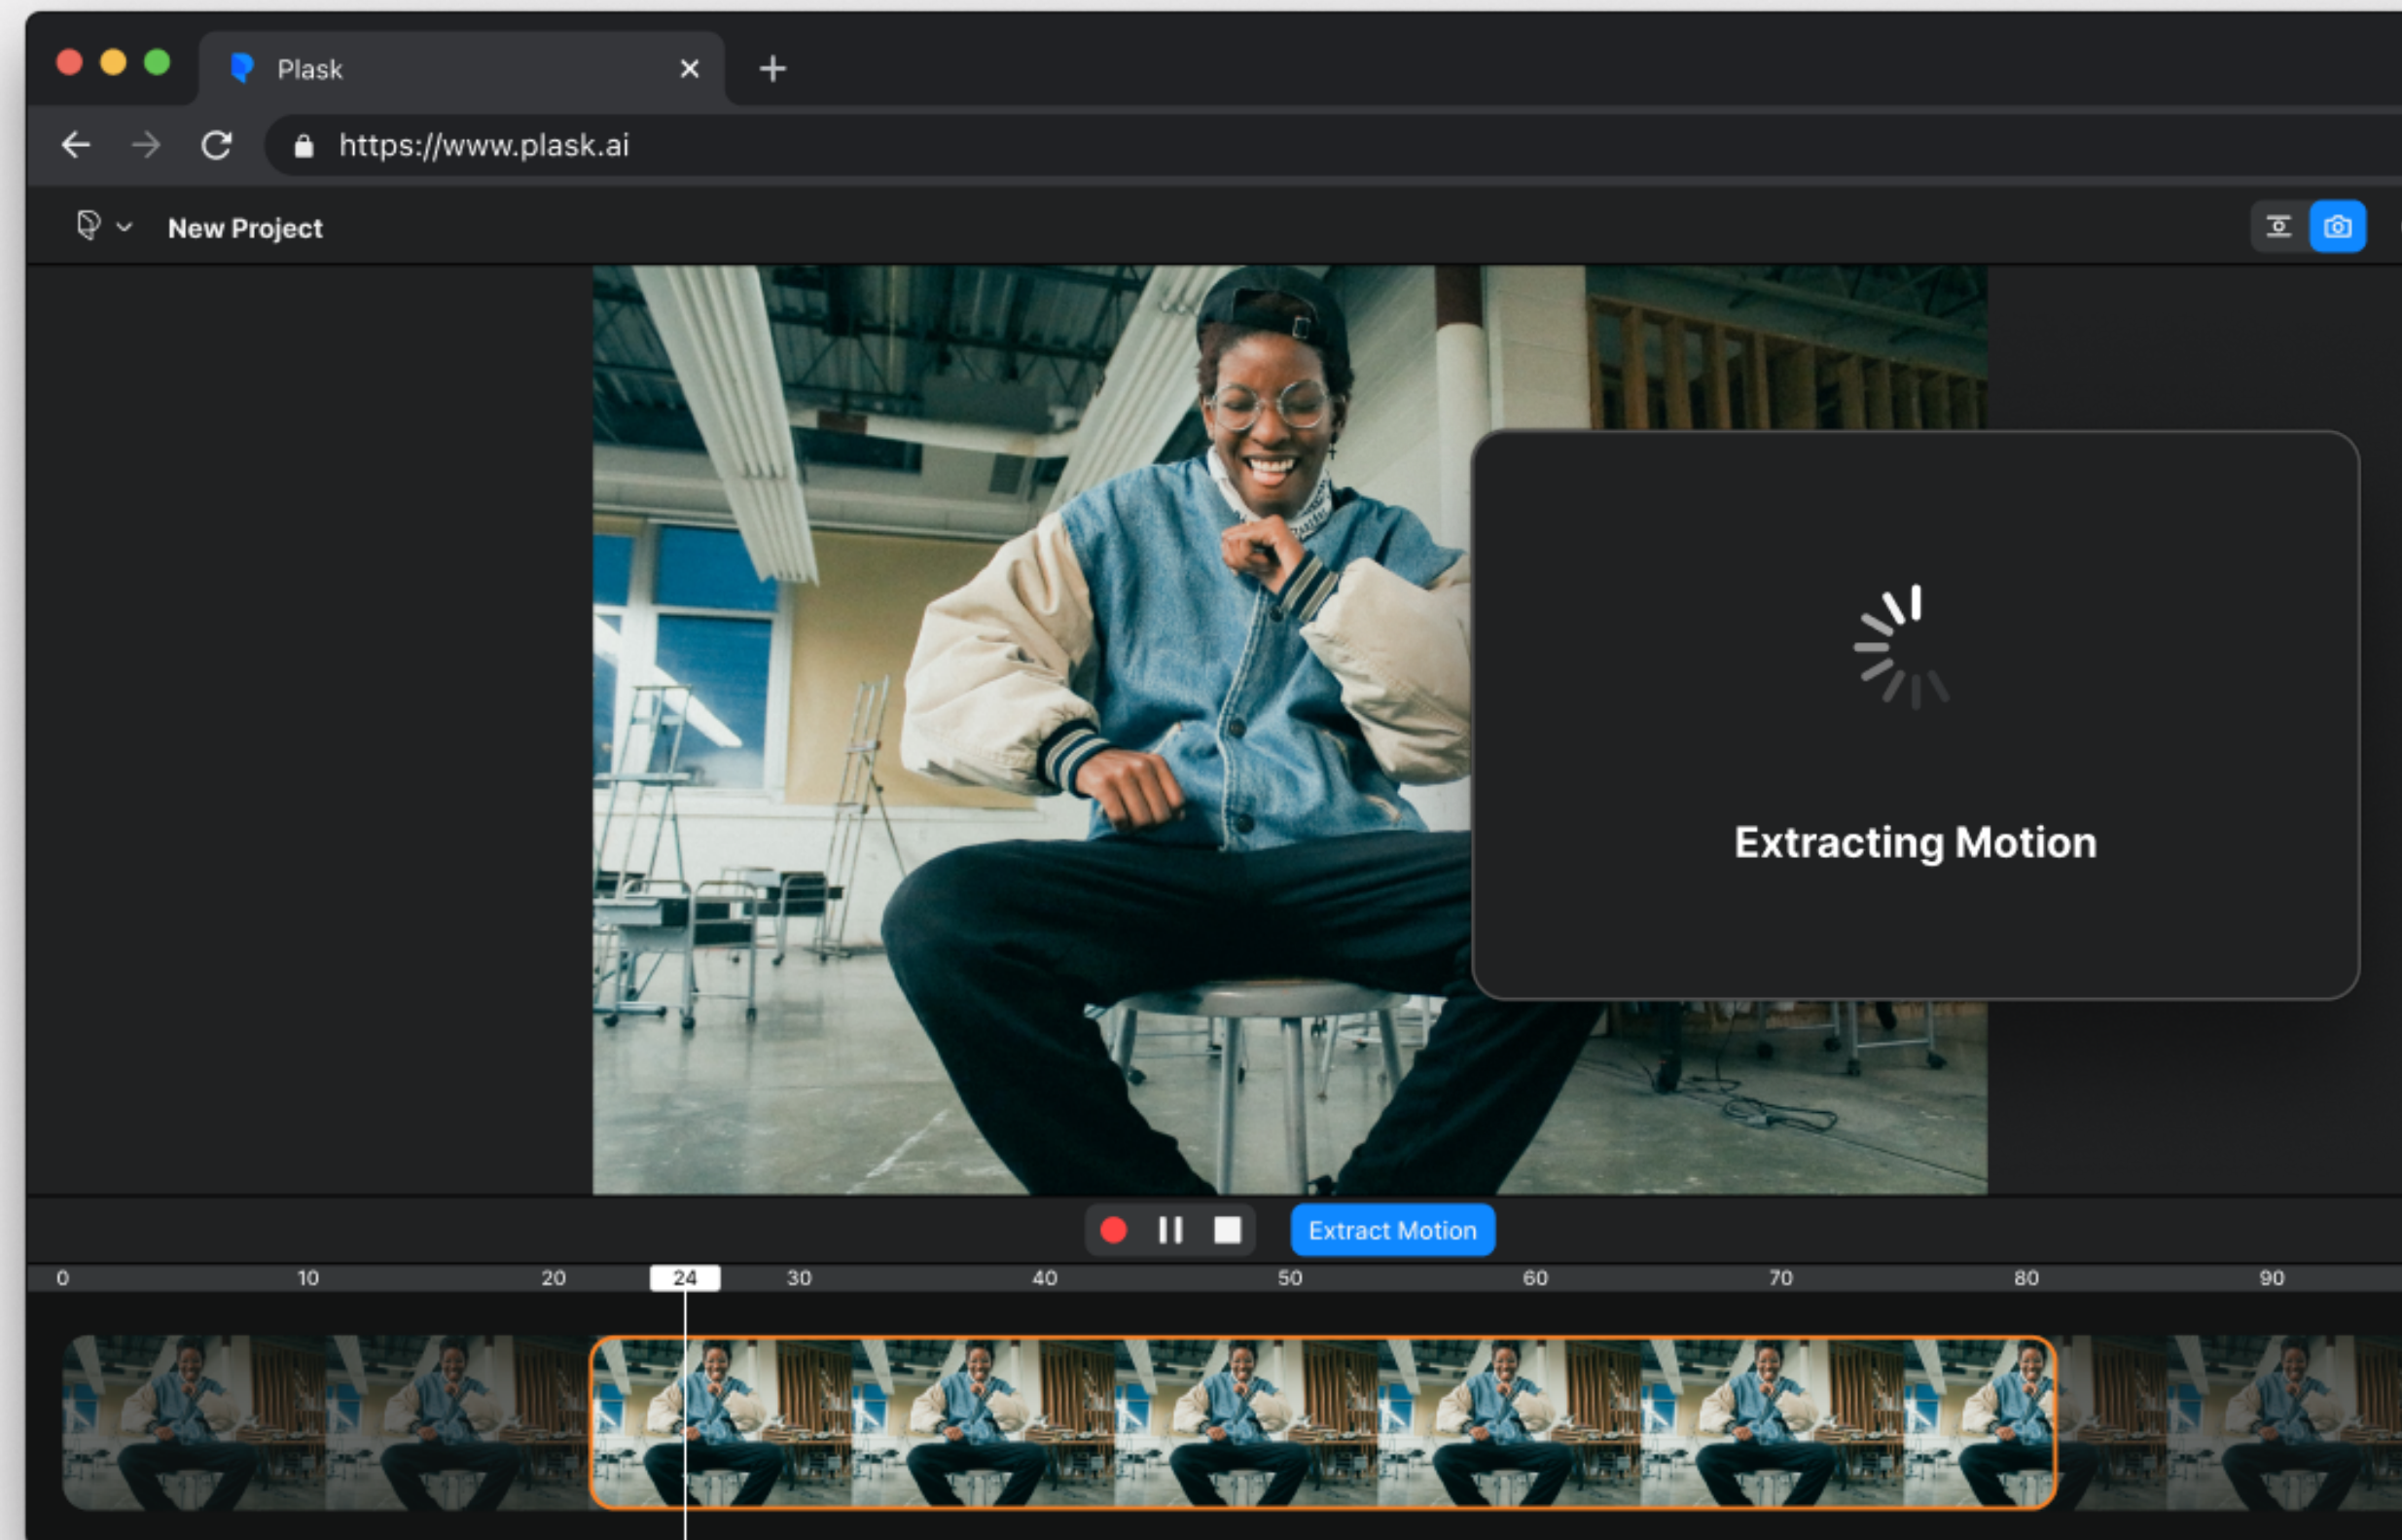 Plask
https://www.plask.ai
New Project
Extracting Motion
Extract Motion
0 10 20 24 30 40 50 60 70 80 90